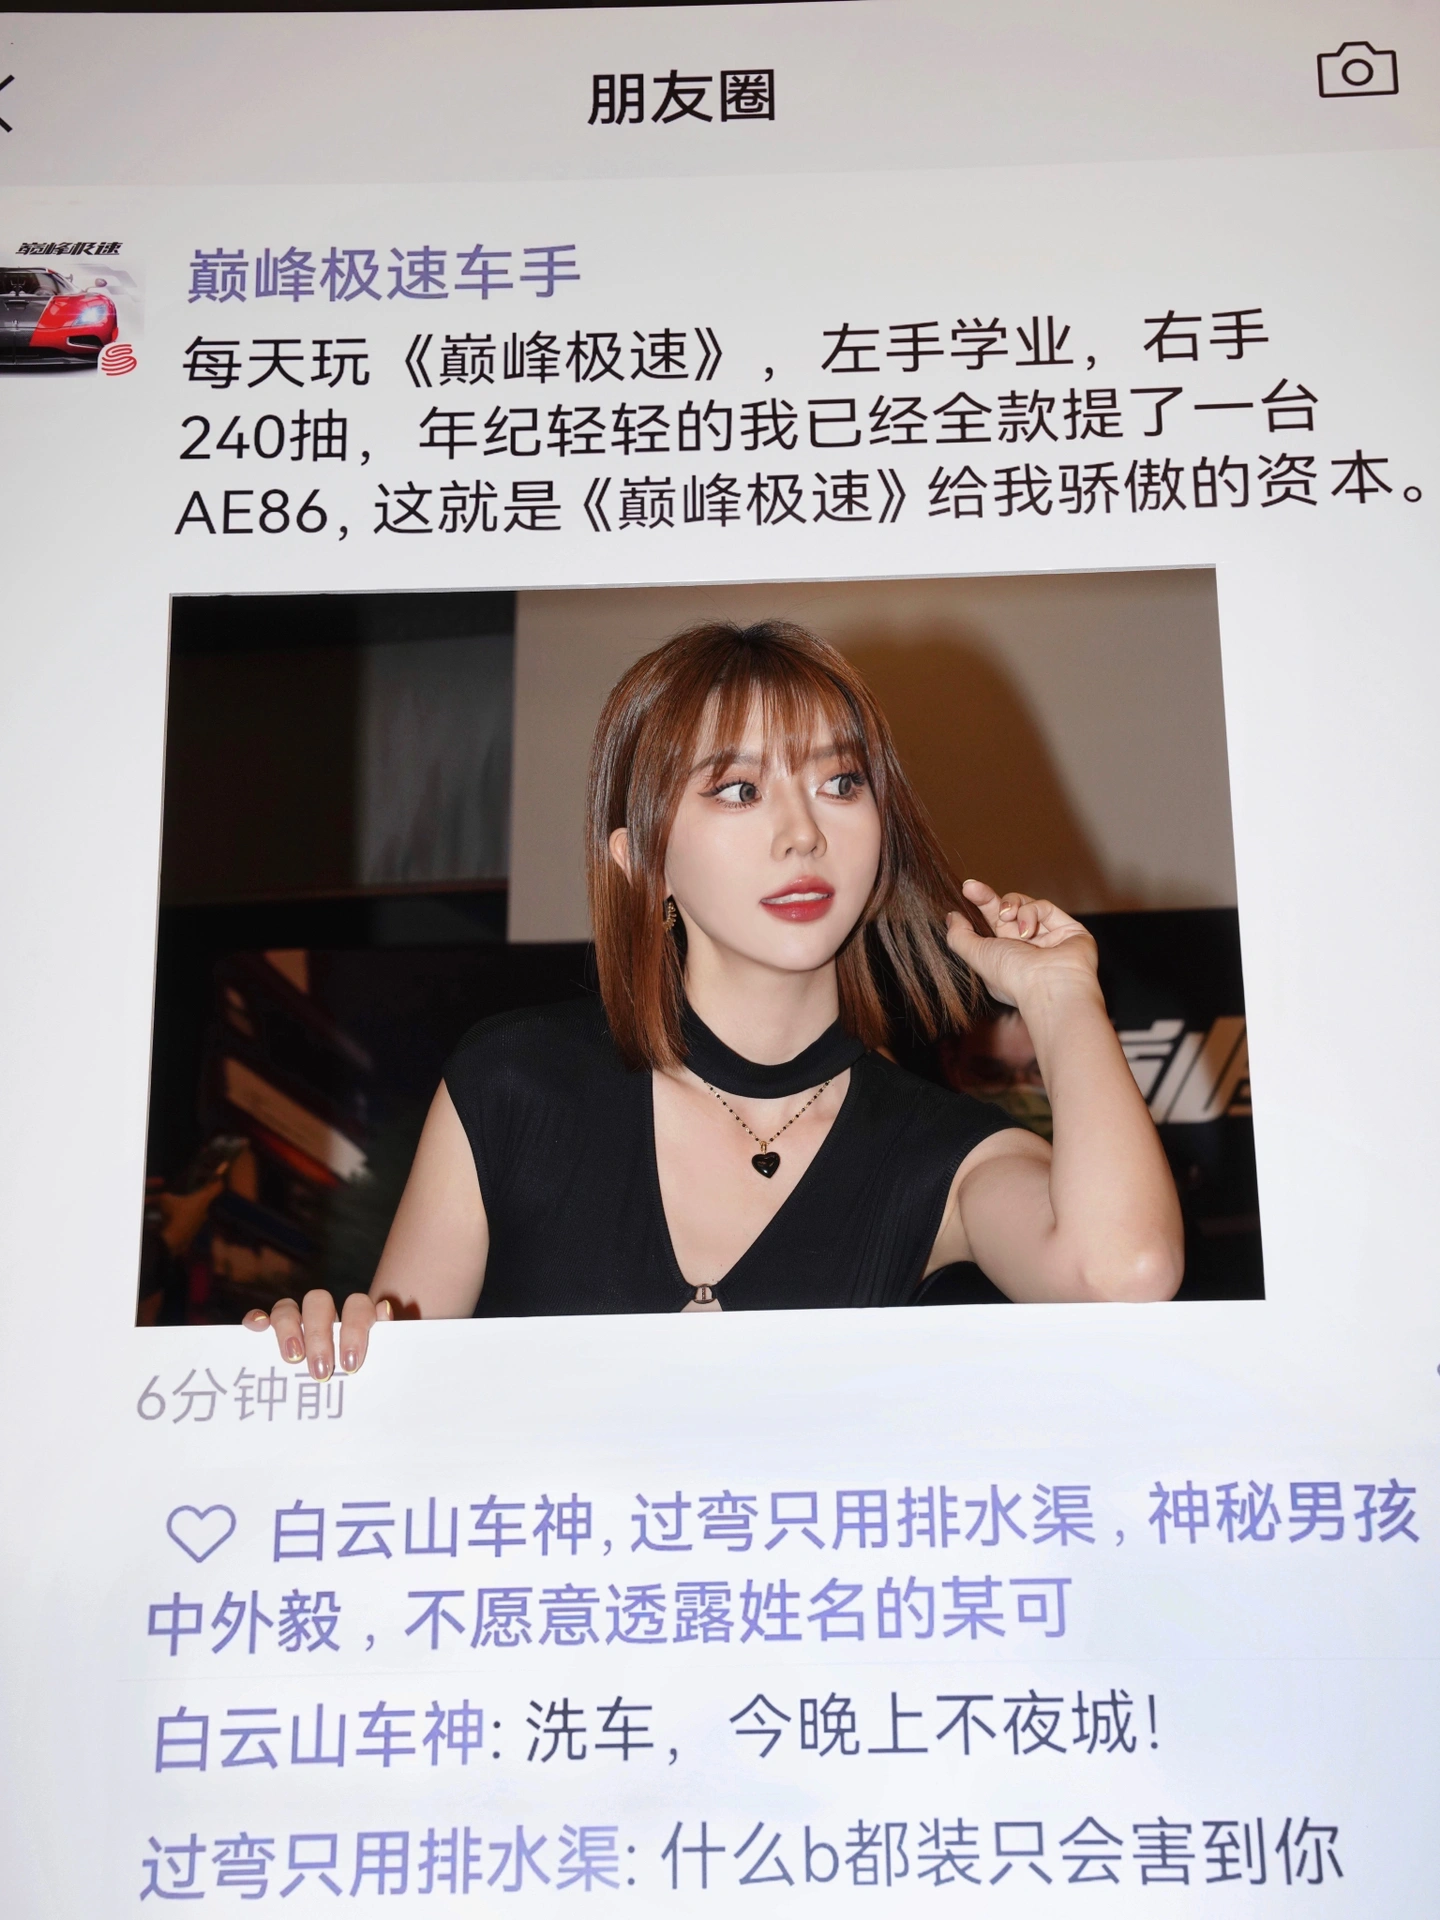 朋友圈
巅峰极速
巅峰极速车手
每天玩《巅峰极速》，左手学业，右手
240抽，年纪轻轻的我已经全款提了一台
AE86，这就是《巅峰极速》给我骄傲的资本。
6分钟前
白云山车神，过弯只用排水渠，神秘男孩
中外毅，不愿意透露姓名的某可
白云山车神：洗车，今晚上不夜城！
过弯只用排水渠：什么b都装只会害到你